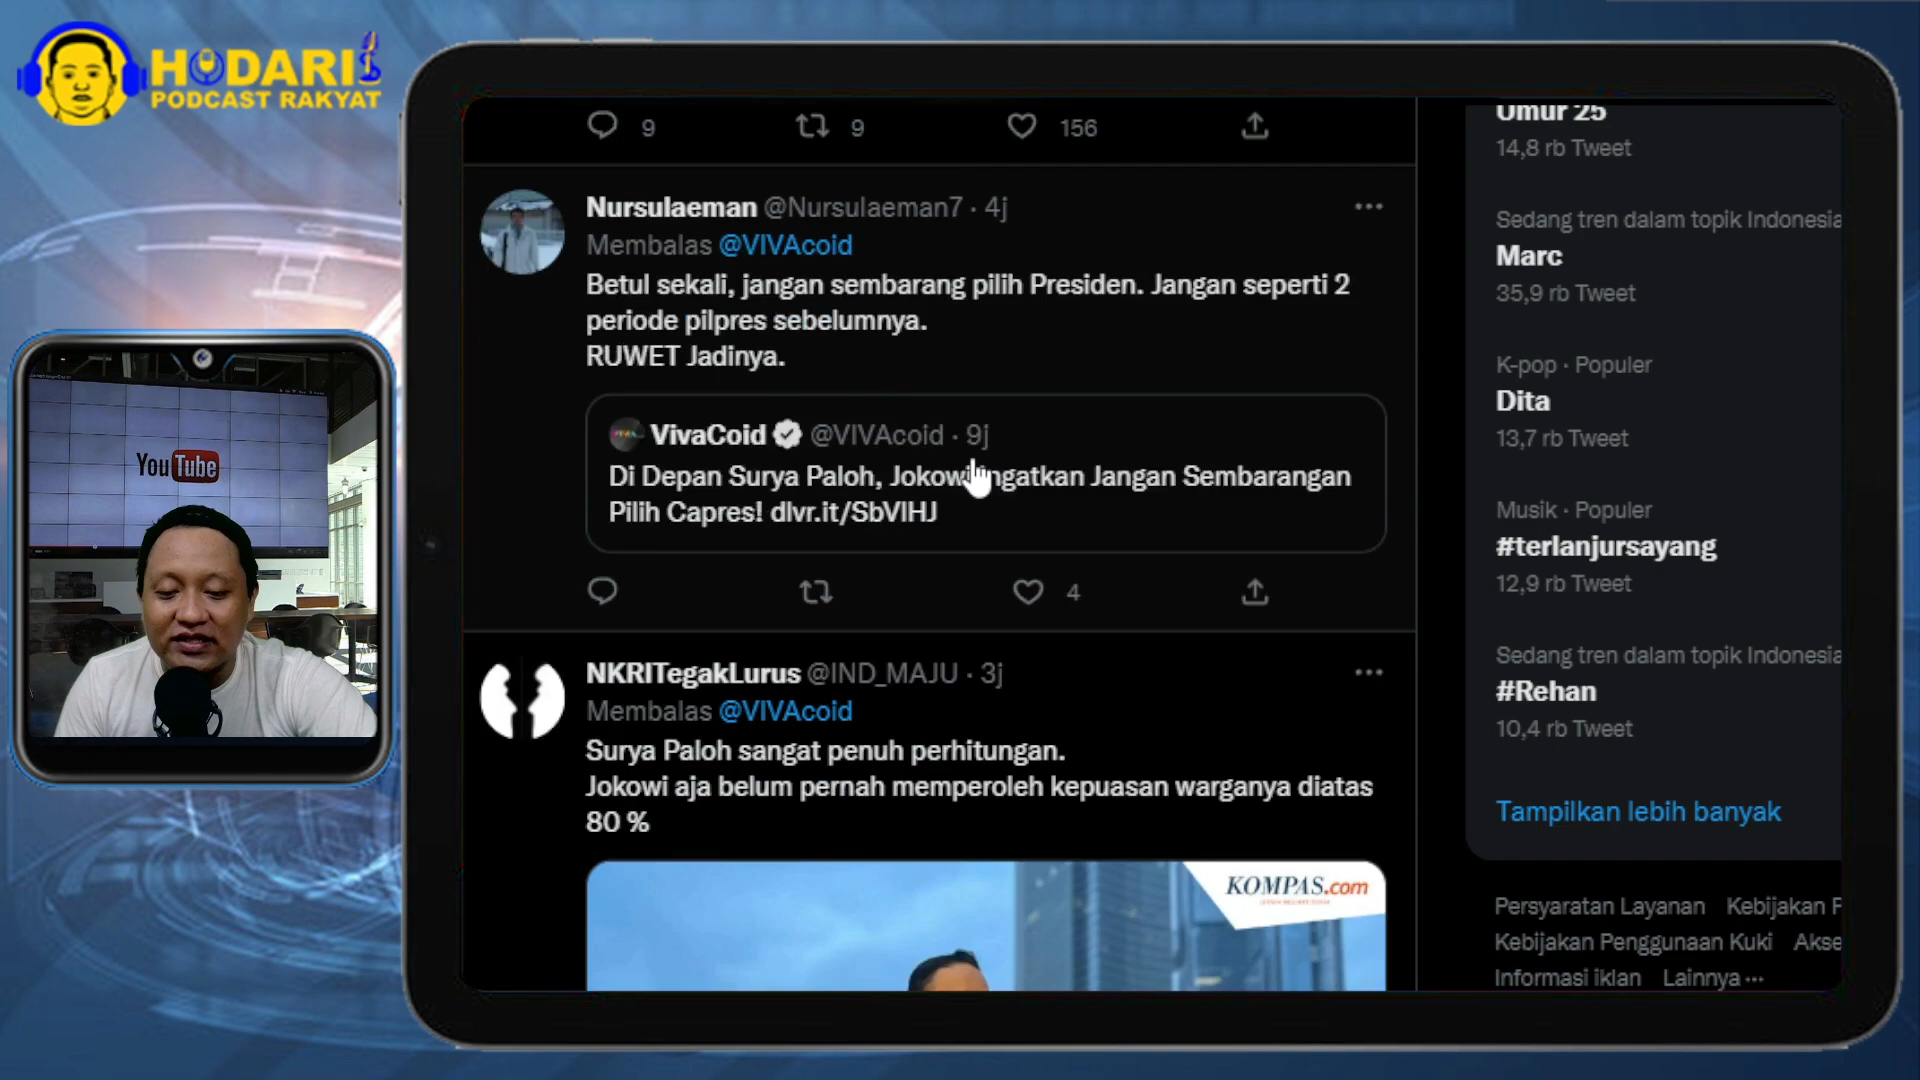 HODARI
PODCAST RAKYAT
YouTube
9 9 156
Nursulaeman @Nursulaeman7 · 4j
Membalas @VIVAcoid
Betul sekali, jangan sembarang pilih Presiden. Jangan seperti 2
periode pilpres sebelumnya.
RUWET Jadinya.
VivaCoid @VIVAcoid · 9j
Di Depan Surya Paloh, Jokowi Ingatkan Jangan Sembarangan
Pilih Capres! dlvr.it/SbVlHJ
4
NKRITegakLurus @IND_MAJU · 3j
Membalas @VIVAcoid
Surya Paloh sangat penuh perhitungan.
Jokowi aja belum pernah memperoleh kepuasan warganya diatas
80 %
KOMPAS.com
Umur 25
14,8 rb Tweet
Sedang tren dalam topik Indonesia
Marc
35,9 rb Tweet
K-pop · Populer
Dita
13,7 rb Tweet
Musik · Populer
#terlanjursayang
12,9 rb Tweet
Sedang tren dalam topik Indonesia
#Rehan
10,4 rb Tweet
Tampilkan lebih banyak
Persyaratan Layanan Kebijakan P
Kebijakan Penggunaan Kuki Akse
Informasi iklan Lainnya ···